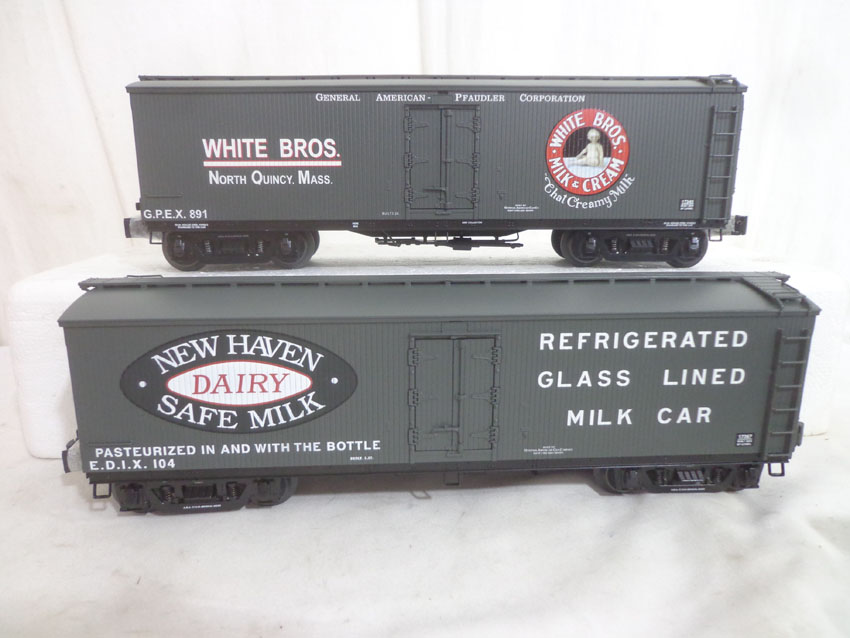 GENERAL AMERICAN-PFAUDLER CORPORATION
WHITE BROS.
NORTH QUINCY, MASS.
G.P.E.X. 891
WHITE BROS.
MILK & CREAM
"That Creamy Milk"
NEW HAVEN
DAIRY
SAFE MILK
PASTEURIZED IN AND WITH THE BOTTLE
E.D.I.X. 104
REFRIGERATED
GLASS LINED
MILK CAR